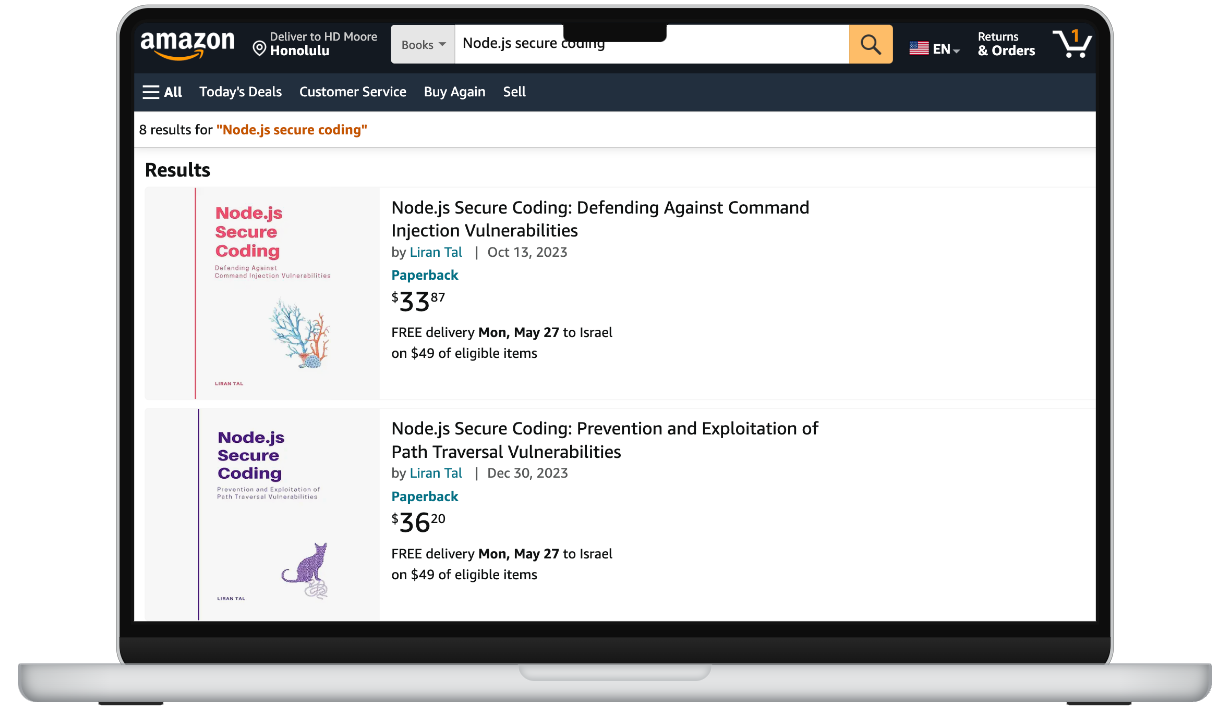 amazon
Deliver to HD Moore
Honolulu
Books
Node.js secure coding
EN
Returns
& Orders
1
All
Today's Deals
Customer Service
Buy Again
Sell
8 results for "Node.js secure coding"
Results
Node.js
Secure
Coding
Defending Against
Command Injection Vulnerabilities
LIRAN TAL
Node.js Secure Coding: Defending Against Command
Injection Vulnerabilities
by Liran Tal | Oct 13, 2023
Paperback
$33 87
FREE delivery Mon, May 27 to Israel
on $49 of eligible items
Node.js
Secure
Coding
Prevention and Exploitation of
Path Traversal Vulnerabilities
LIRAN TAL
Node.js Secure Coding: Prevention and Exploitation of
Path Traversal Vulnerabilities
by Liran Tal | Dec 30, 2023
Paperback
$36 20
FREE delivery Mon, May 27 to Israel
on $49 of eligible items